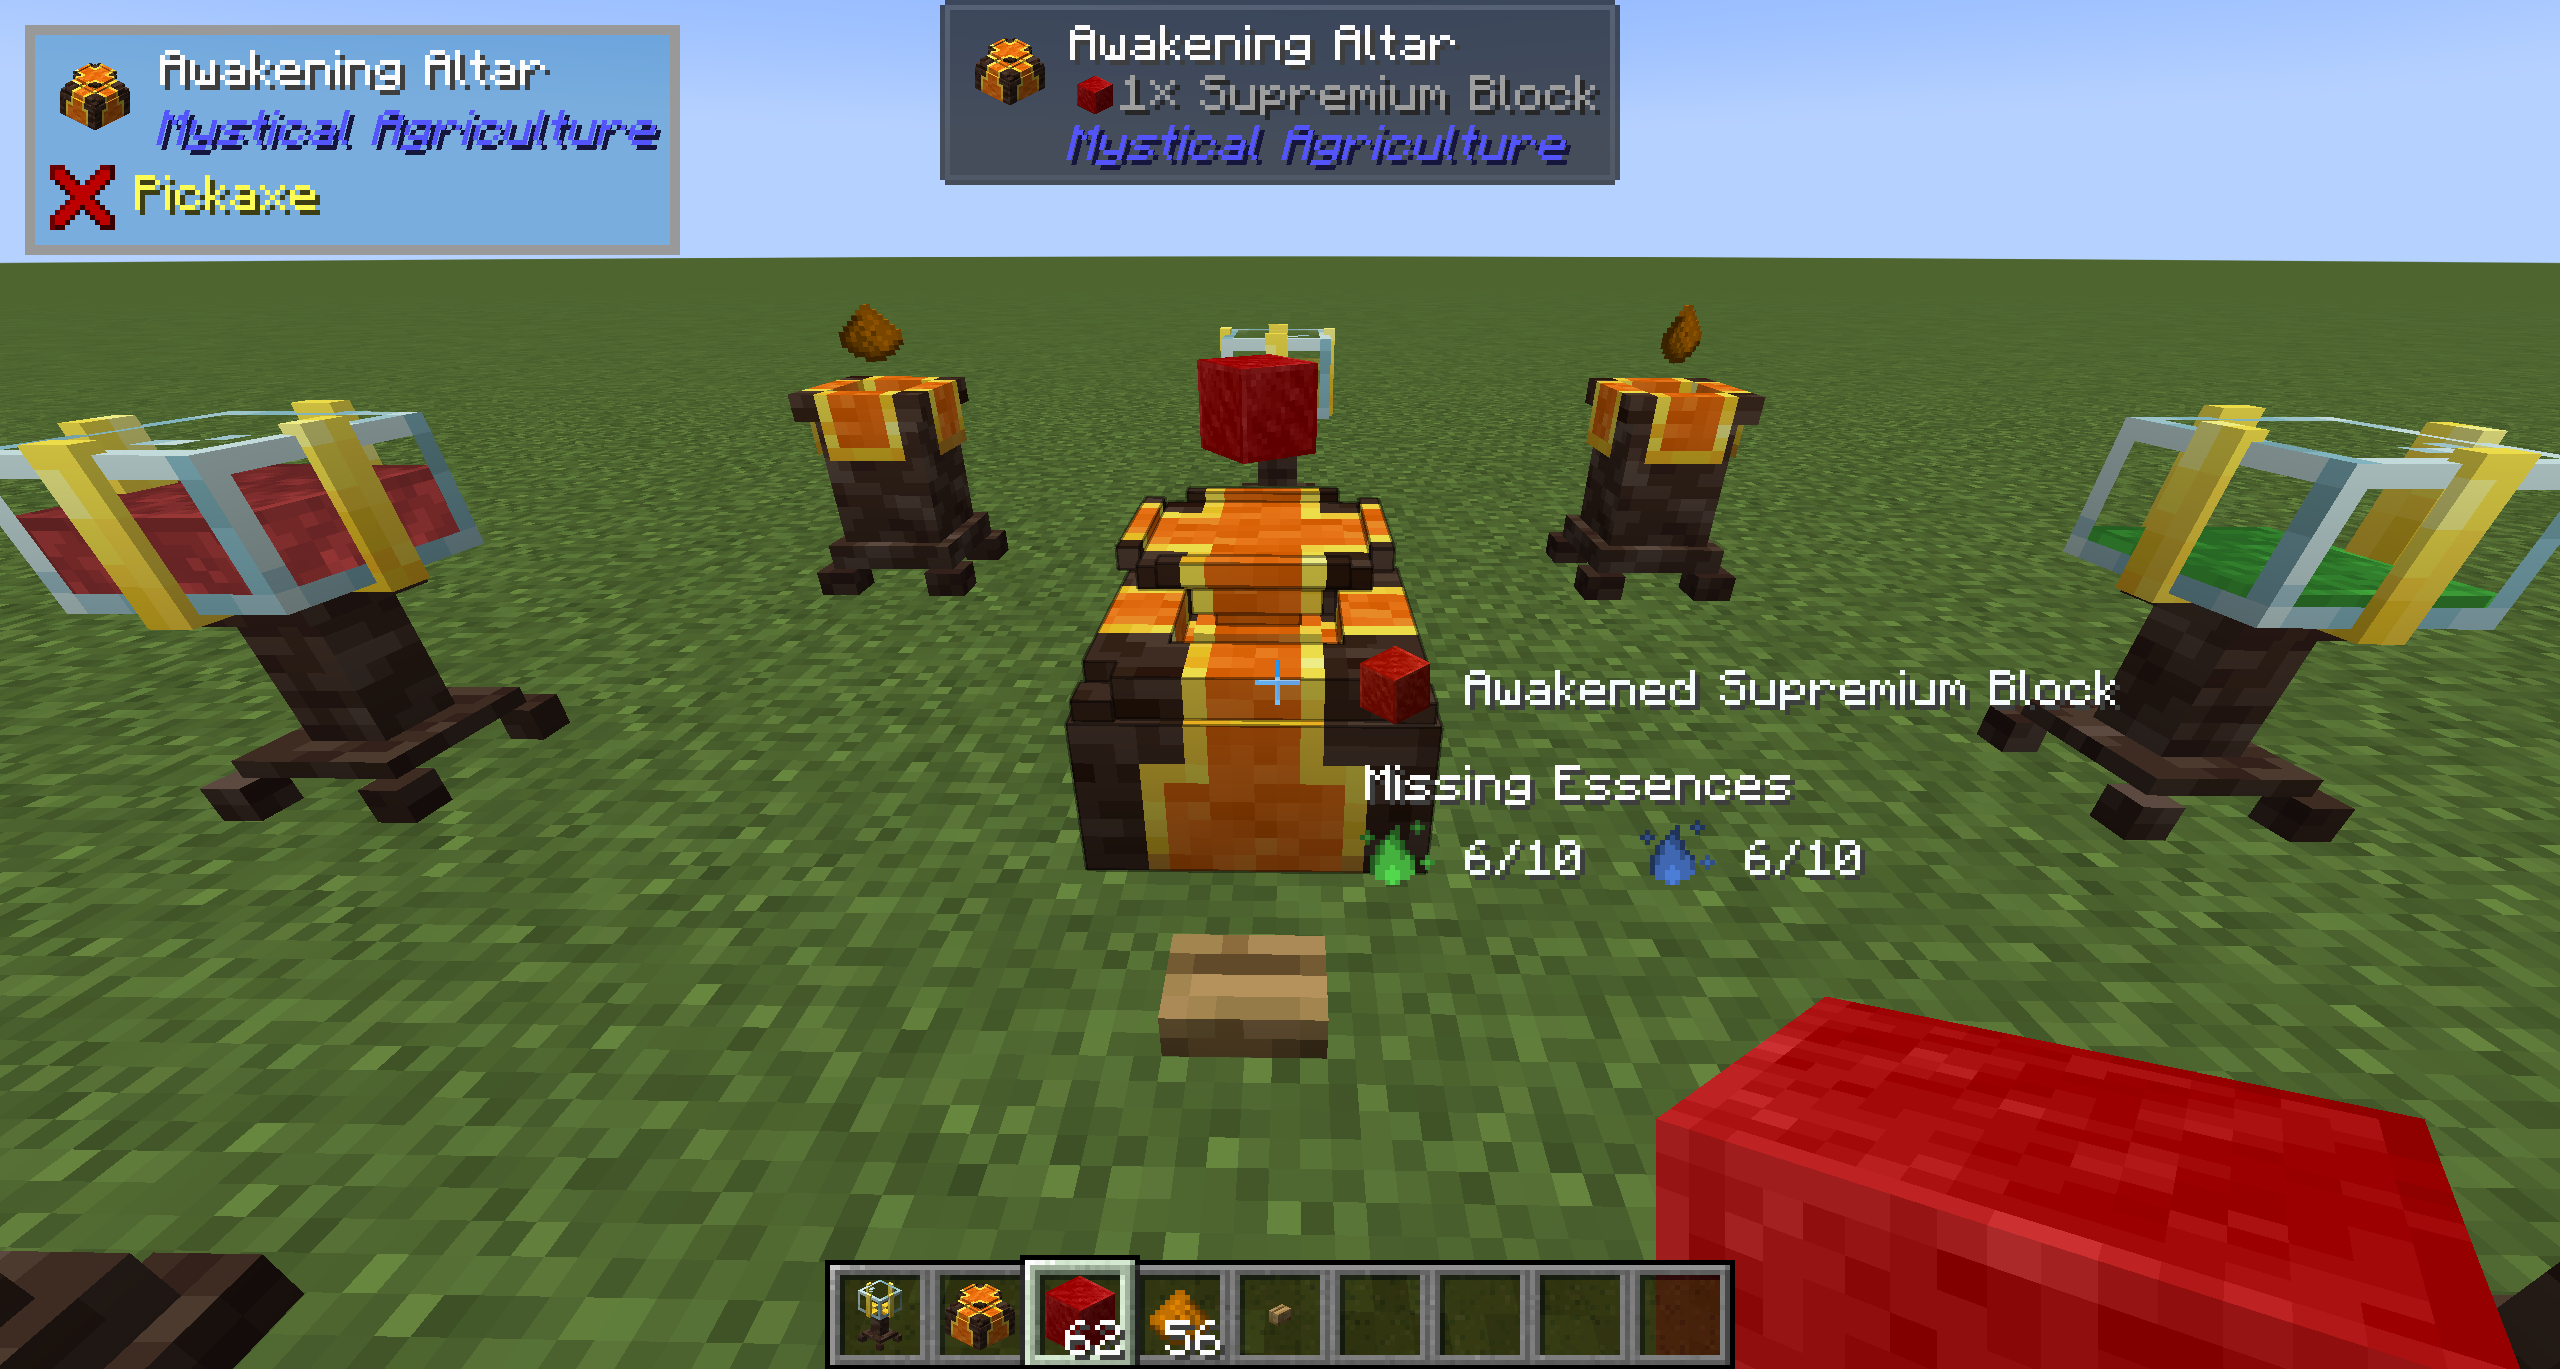 Awakening Altar
Mystical Agriculture
Pickaxe
Awakening Altar
1x Supremium Block
Mystical Agriculture
Awakened Supremium Block
Missing Essences
6/10 6/10
63 56